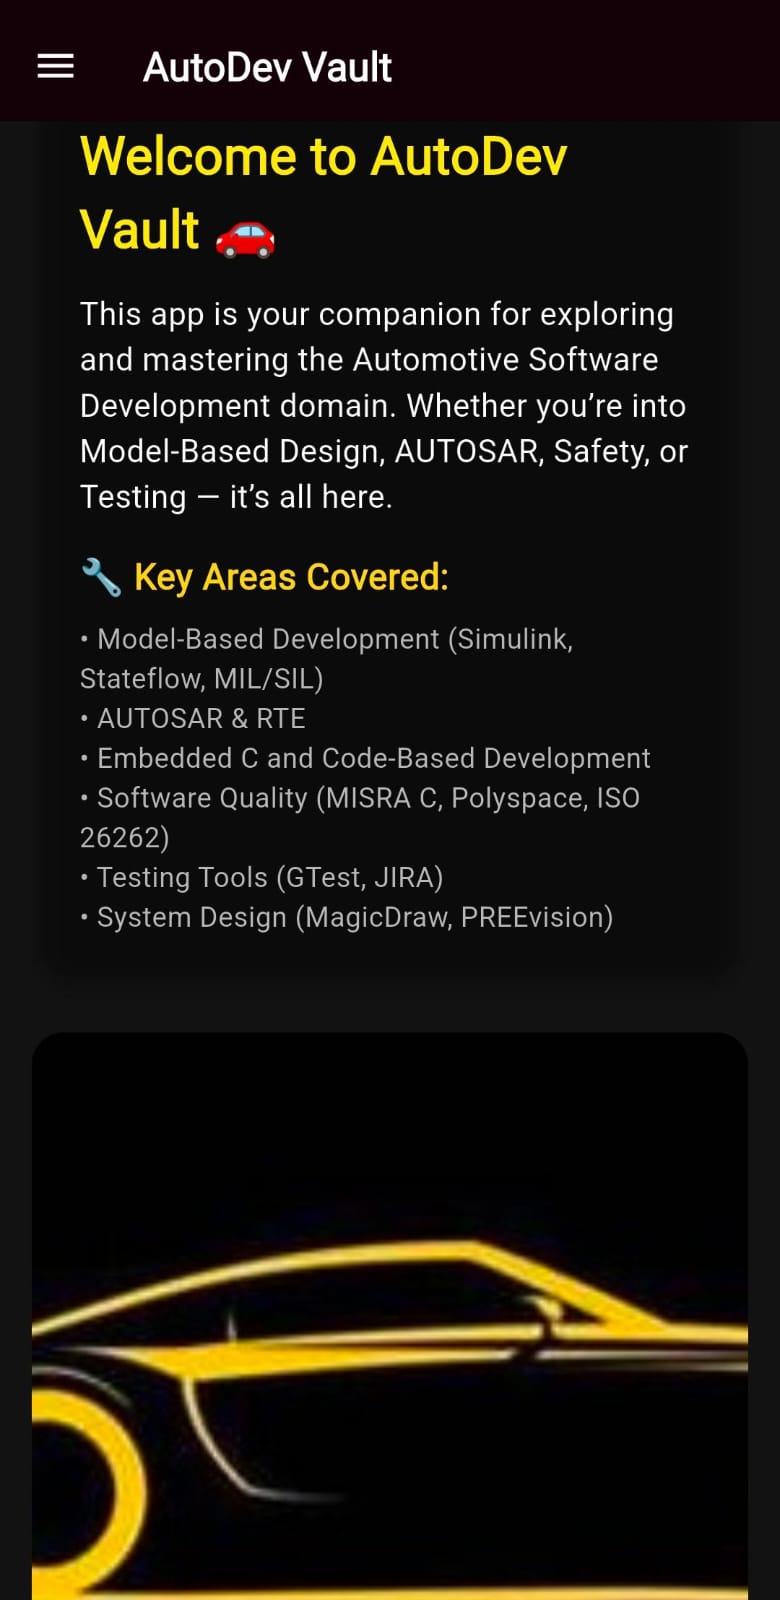 AutoDev Vault
Welcome to AutoDev
Vault 🚗
This app is your companion for exploring
and mastering the Automotive Software
Development domain. Whether you’re into
Model-Based Design, AUTOSAR, Safety, or
Testing — it’s all here.
🔧 Key Areas Covered:
• Model-Based Development (Simulink,
Stateflow, MIL/SIL)
• AUTOSAR & RTE
• Embedded C and Code-Based Development
• Software Quality (MISRA C, Polyspace, ISO
26262)
• Testing Tools (GTest, JIRA)
• System Design (MagicDraw, PREEvision)